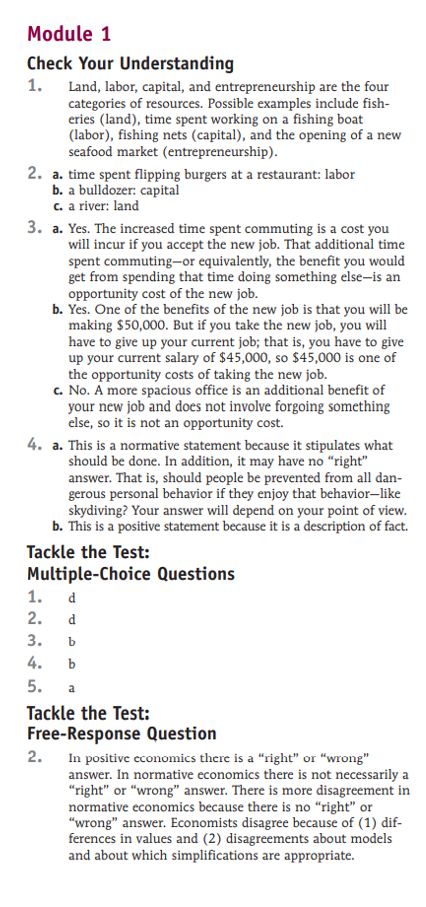 Module 1
Check Your Understanding
1. Land, labor, capital, and entrepreneurship are the four
categories of resources. Possible examples include fish-
eries (land), time spent working on a fishing boat
(labor), fishing nets (capital), and the opening of a new
seafood market (entrepreneurship).
2. a. time spent flipping burgers at a restaurant: labor
b. a bulldozer: capital
c. a river: land
3. a. Yes. The increased time spent commuting is a cost you
will incur if you accept the new job. That additional time
spent commuting—or equivalently, the benefit you would
get from spending that time doing something else—is an
opportunity cost of the new job.
b. Yes. One of the benefits of the new job is that you will be
making $50,000. But if you take the new job, you will
have to give up your current job; that is, you have to give
up your current salary of $45,000, so $45,000 is one of
the opportunity costs of taking the new job.
c. No. A more spacious office is an additional benefit of
your new job and does not involve forgoing something
else, so it is not an opportunity cost.
4. a. This is a normative statement because it stipulates what
should be done. In addition, it may have no “right”
answer. That is, should people be prevented from all dan-
gerous personal behavior if they enjoy that behavior—like
skydiving? Your answer will depend on your point of view.
b. This is a positive statement because it is a description of fact.
Tackle the Test:
Multiple-Choice Questions
1. d
2. d
3. b
4. b
5. a
Tackle the Test:
Free-Response Question
2. In positive economics there is a “right” or “wrong”
answer. In normative economics there is not necessarily a
“right” or “wrong” answer. There is more disagreement in
normative economics because there is no “right” or
“wrong” answer. Economists disagree because of (1) dif-
ferences in values and (2) disagreements about models
and about which simplifications are appropriate.